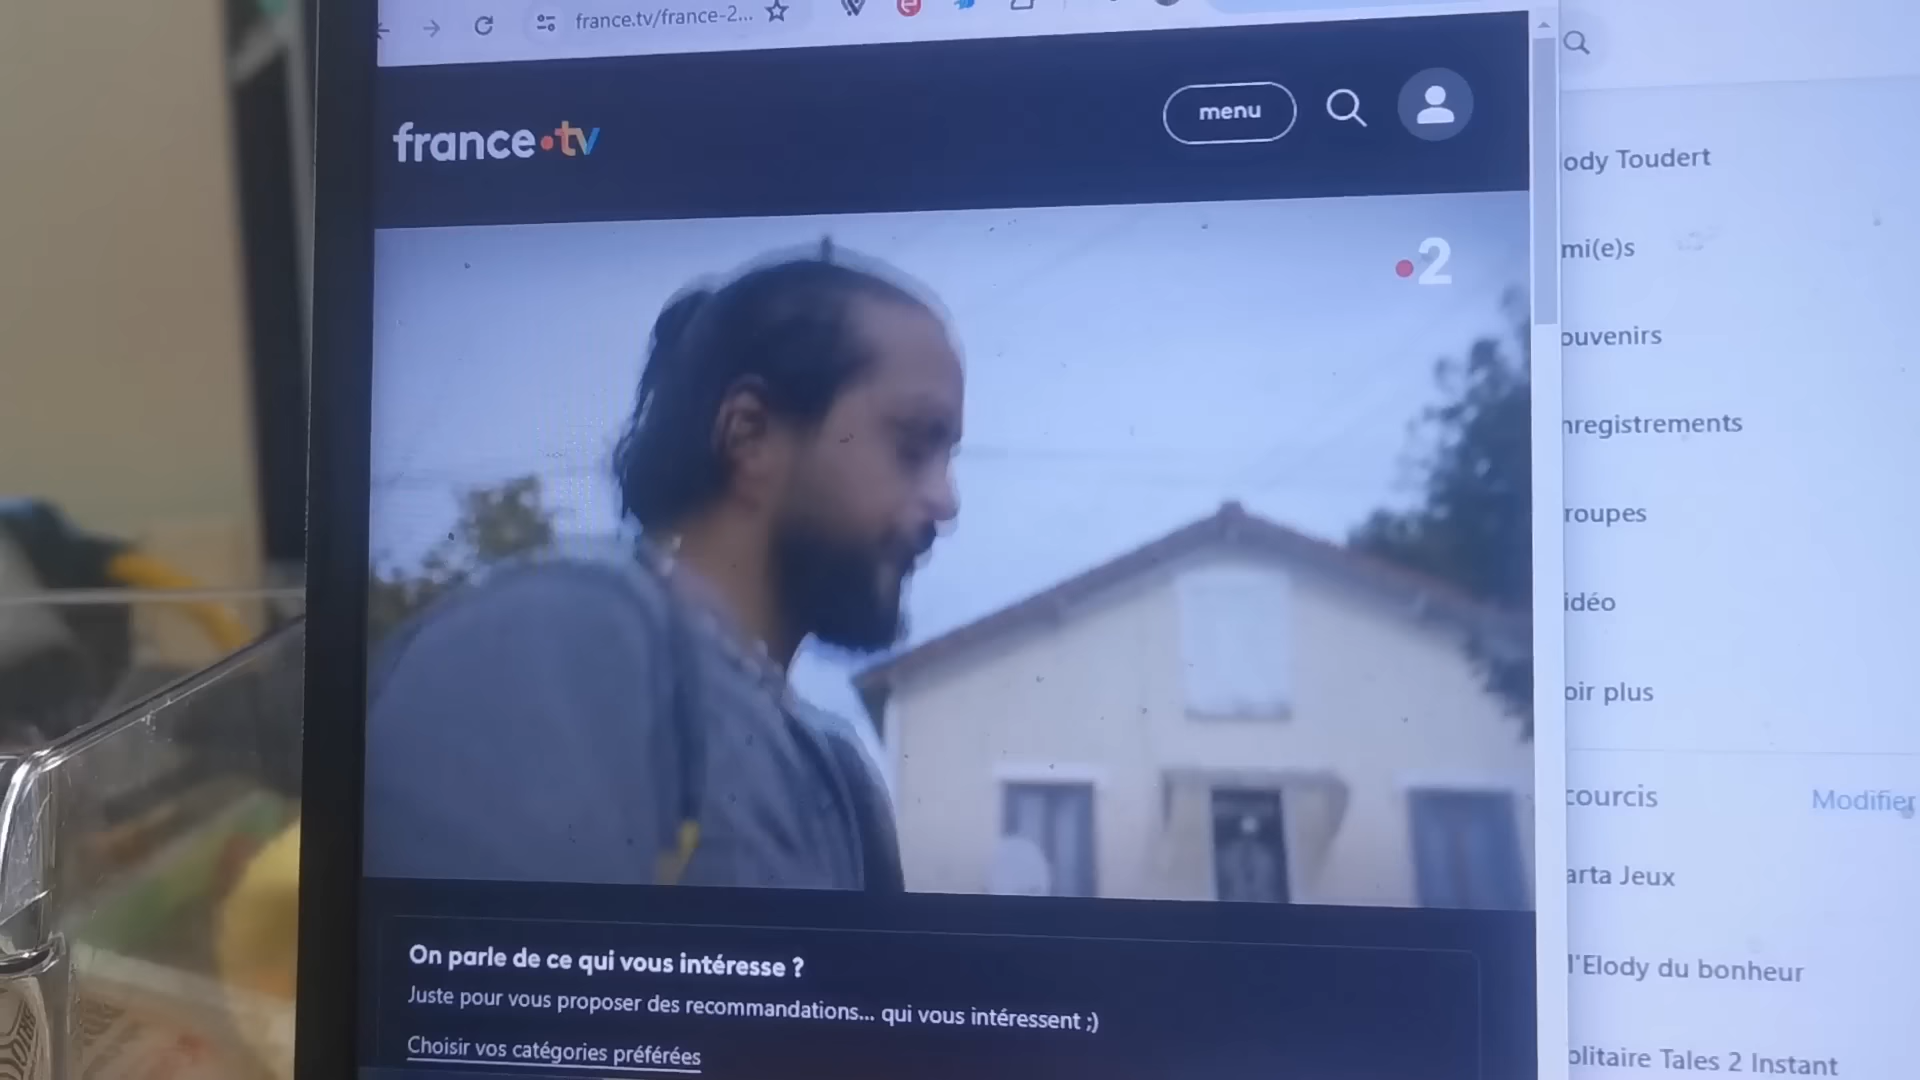 france.tv/france-2...
france•tv
menu
2
On parle de ce qui vous intéresse ?
Juste pour vous proposer des recommandations... qui vous intéressent ;)
Choisir vos catégories préférées
ody Toudert
mi(e)s
ouvenirs
nregistrements
roupes
idéo
oir plus
courcis
Modifier
arta Jeux
l'Elody du bonheur
olitaire Tales 2 Instant